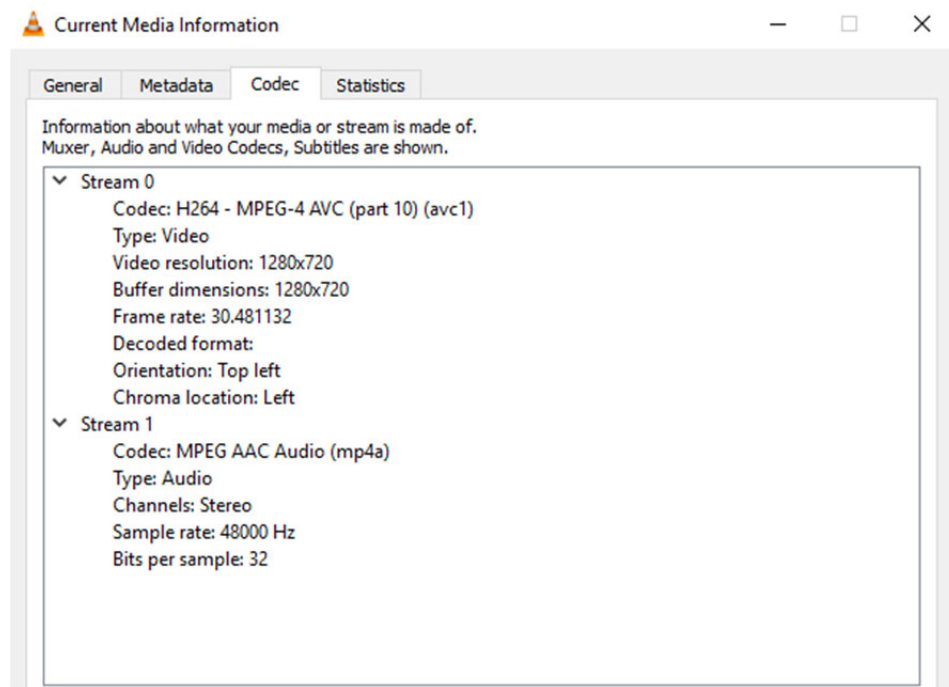 Current Media Information
General Metadata Codec Statistics
Information about what your media or stream is made of.
Muxer, Audio and Video Codecs, Subtitles are shown.
Stream 0
Codec: H264 - MPEG-4 AVC (part 10) (avc1)
Type: Video
Video resolution: 1280x720
Buffer dimensions: 1280x720
Frame rate: 30.481132
Decoded format:
Orientation: Top left
Chroma location: Left
Stream 1
Codec: MPEG AAC Audio (mp4a)
Type: Audio
Channels: Stereo
Sample rate: 48000 Hz
Bits per sample: 32